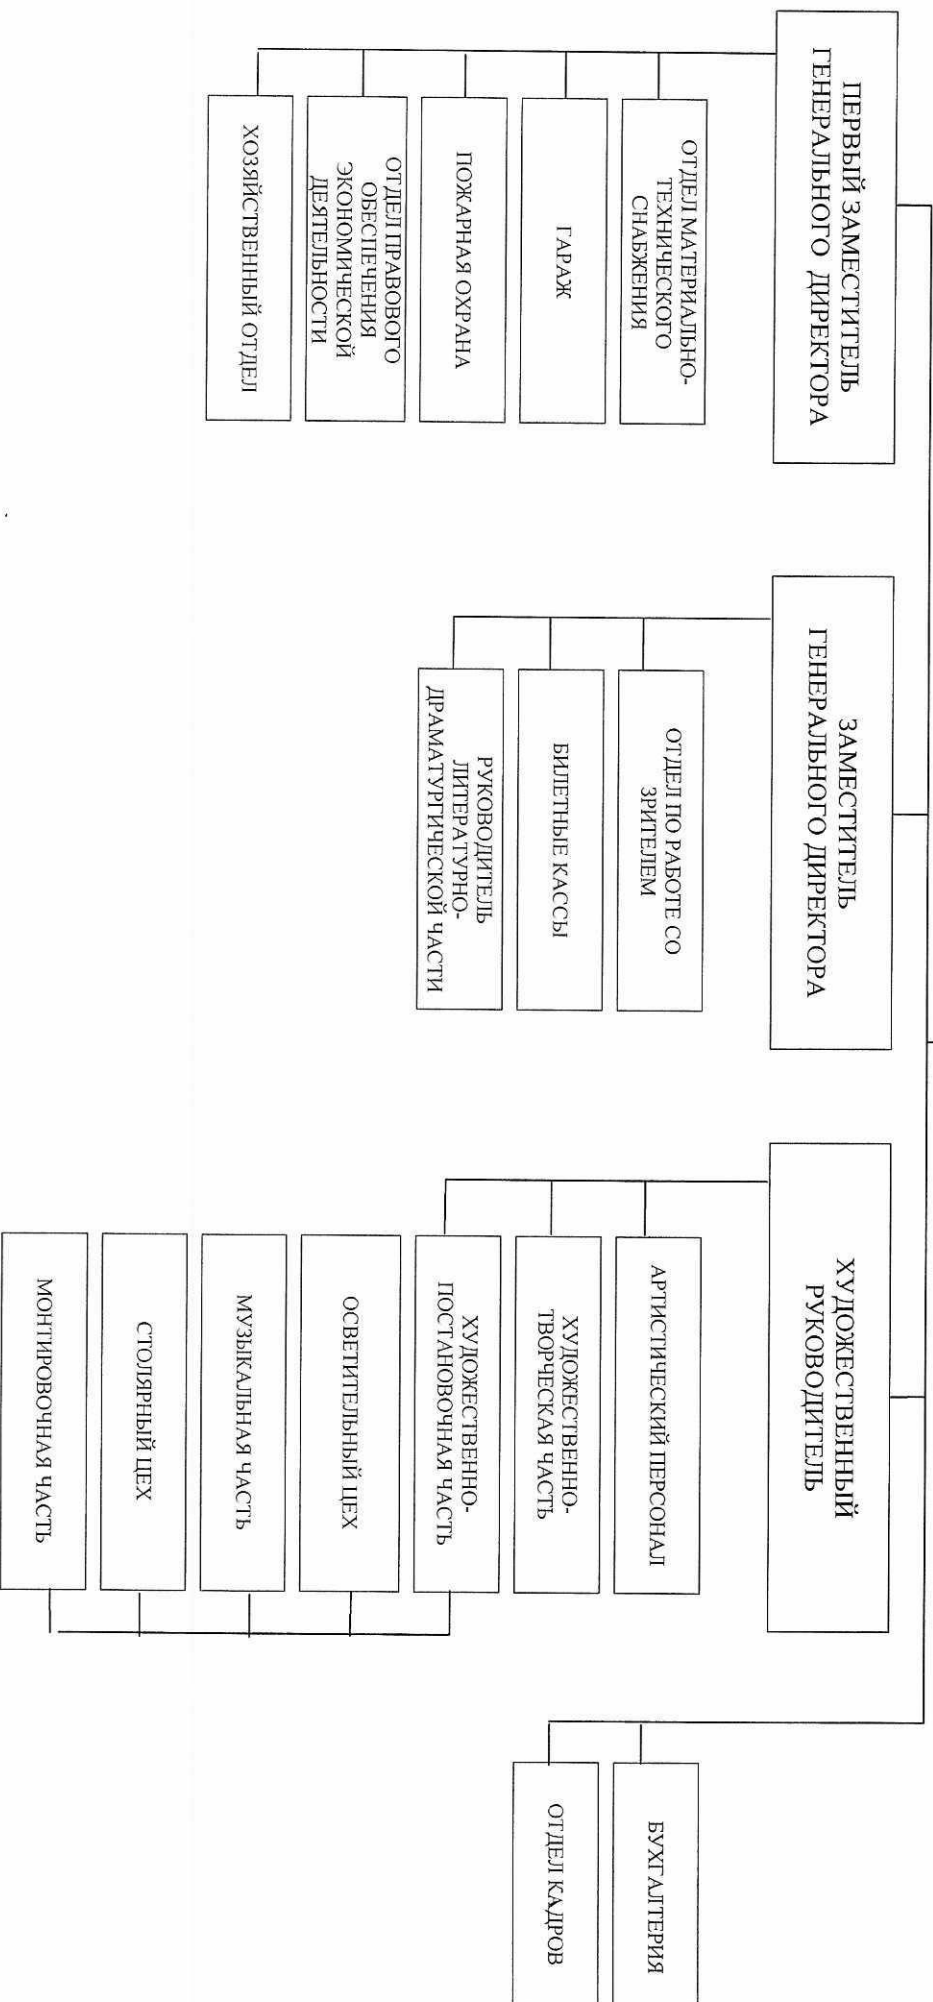 ПЕРВЫЙ ЗАМЕСТИТЕЛЬ
ГЕНЕРАЛЬНОГО ДИРЕКТОРА
ОТДЕЛ МАТЕРИАЛЬНО-
ТЕХНИЧЕСКОГО
СНАБЖЕНИЯ
ГАРАЖ
ПОЖАРНАЯ ОХРАНА
ОТДЕЛ ПРАВОВОГО
ОБЕСПЕЧЕНИЯ
ЭКОНОМИЧЕСКОЙ
ДЕЯТЕЛЬНОСТИ
ХОЗЯЙСТВЕННЫЙ ОТДЕЛ
ЗАМЕСТИТЕЛЬ
ГЕНЕРАЛЬНОГО ДИРЕКТОРА
ОТДЕЛ ПО РАБОТЕ СО
ЗРИТЕЛЕМ
БИЛЕТНЫЕ КАССЫ
РУКОВОДИТЕЛЬ
ЛИТЕРАТУРНО-
ДРАМАТУРГИЧЕСКОЙ ЧАСТИ
ХУДОЖЕСТВЕННЫЙ
РУКОВОДИТЕЛЬ
АРТИСТИЧЕСКИЙ ПЕРСОНАЛ
ХУДОЖЕСТВЕННО-
ТВОРЧЕСКАЯ ЧАСТЬ
ХУДОЖЕСТВЕННО-
ПОСТАНОВОЧНАЯ ЧАСТЬ
ОСВЕТИТЕЛЬНЫЙ ЦЕХ
МУЗЫКАЛЬНАЯ ЧАСТЬ
СТОЛЯРНЫЙ ЦЕХ
МОНТИРОВОЧНАЯ ЧАСТЬ
БУХГАЛТЕРИЯ
ОТДЕЛ КАДРОВ